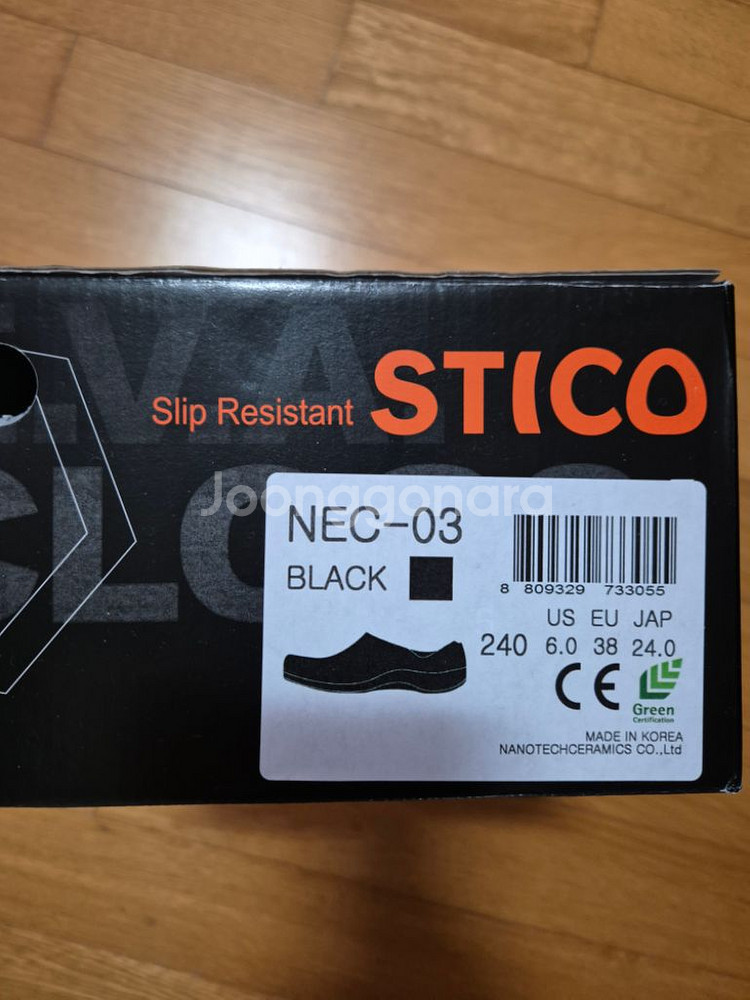 E.V.A.
Slip Resistant STICO
CLOGS
Joonggonara
NEC-03
BLACK
8 809329 733055
US EU JAP
240 6.0 38 24.0
CE
Green
Certification
MADE IN KOREA
NANOTECHCERAMICS CO.,Ltd